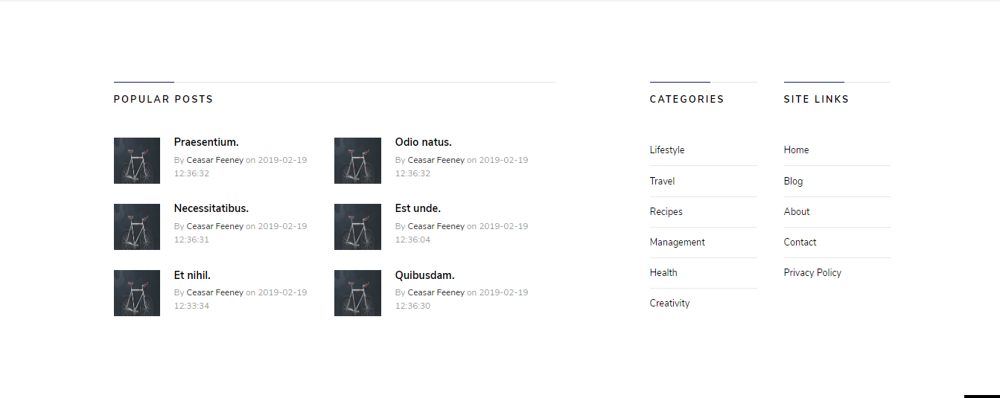 POPULAR POSTS
Praesentium.
By Ceasar Feeney on 2019-02-19
12:36:32
Odio natus.
By Ceasar Feeney on 2019-02-19
12:36:32
Necessitatibus.
By Ceasar Feeney on 2019-02-19
12:36:31
Est unde.
By Ceasar Feeney on 2019-02-19
12:36:04
Et nihil.
By Ceasar Feeney on 2019-02-19
12:33:34
Quibusdam.
By Ceasar Feeney on 2019-02-19
12:36:30
CATEGORIES
Lifestyle
Travel
Recipes
Management
Health
Creativity
SITE LINKS
Home
Blog
About
Contact
Privacy Policy